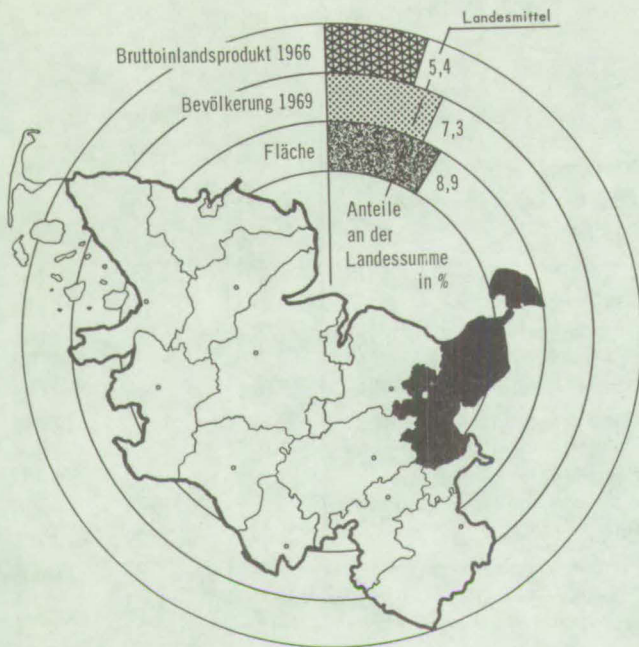 Landesmittel
Bruttoinlandsprodukt 1966
5,4
Bevölkerung 1969
7,3
Fläche
8,9
Anteile
an der
Landessumme
in %